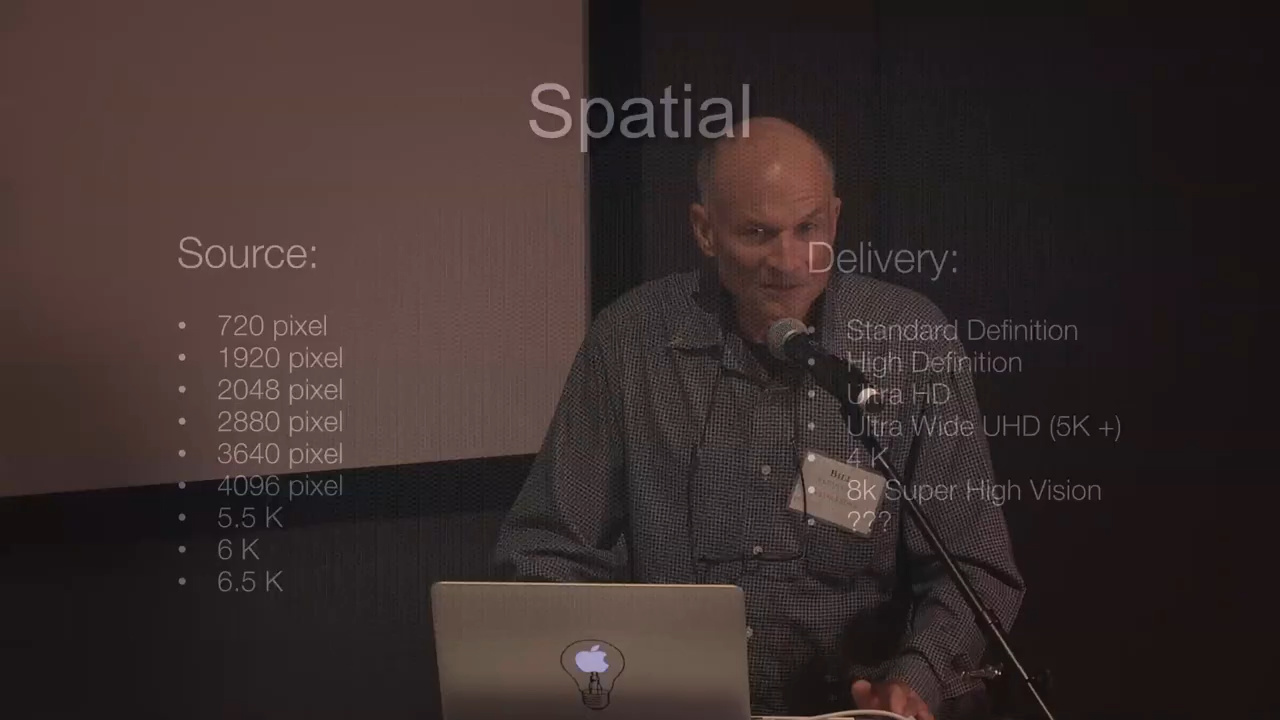 Spatial
Source:
• 720 pixel
• 1920 pixel
• 2048 pixel
• 2880 pixel
• 3640 pixel
• 4096 pixel
• 5.5 K
• 6 K
• 6.5 K
Delivery:
• Standard Definition
• High Definition
• Ultra HD
• Ultra Wide UHD (5K +)
• 4 K
• 8k Super High Vision
• ???